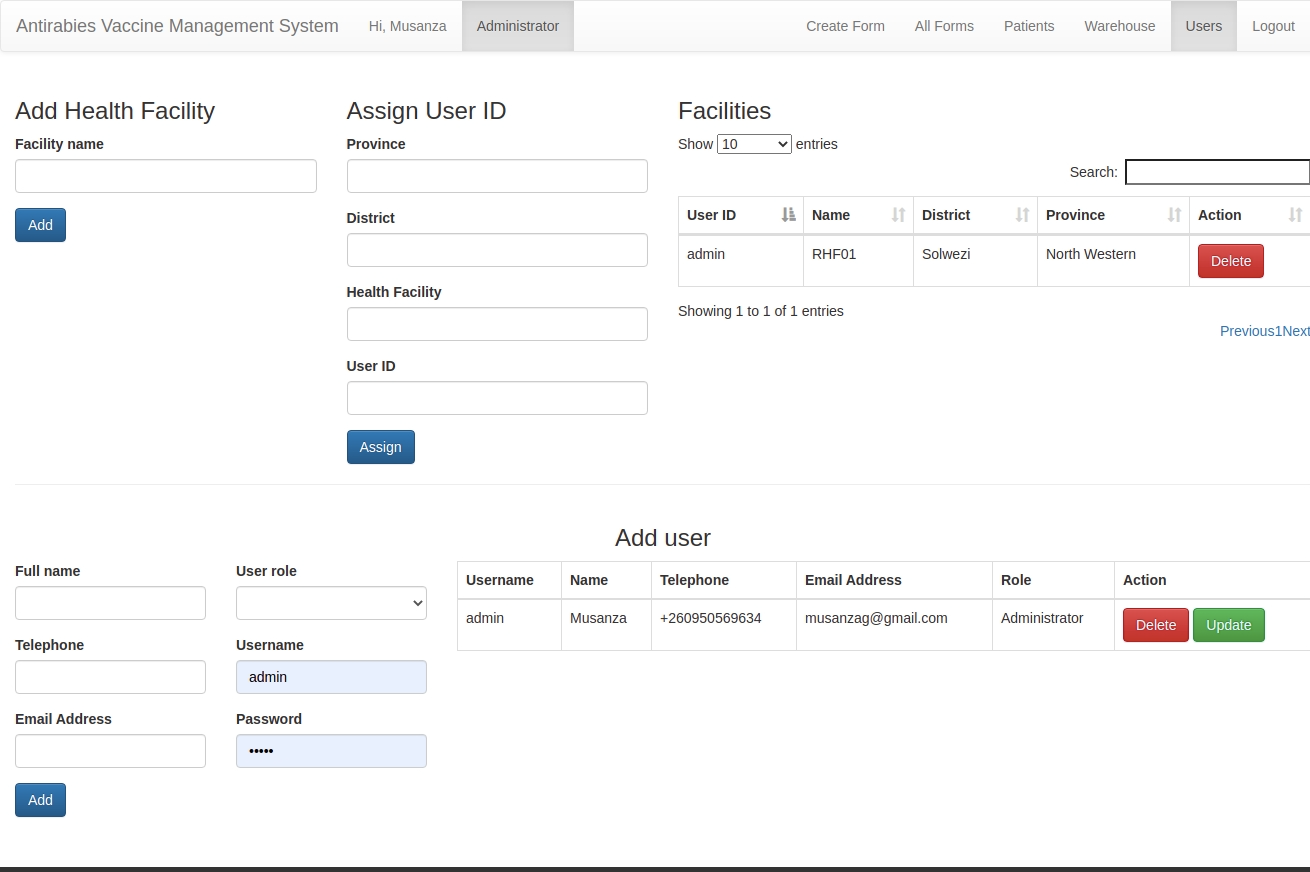 Antirabies Vaccine Management System Hi, Musanza Administrator Create Form All Forms Patients Warehouse Users Logout
Add Health Facility
Facility name
Add
Assign User ID
Province
District
Health Facility
User ID
Assign
Facilities
Show 10 entries
Search:
User ID Name District Province Action
admin RHF01 Solwezi North Western Delete
Showing 1 to 1 of 1 entries
Previous1Next
Add user
Full name User role
Telephone Username
admin
Email Address Password
•••••
Add
Username Name Telephone Email Address Role Action
admin Musanza +260950569634 musanzag@gmail.com Administrator Delete Update